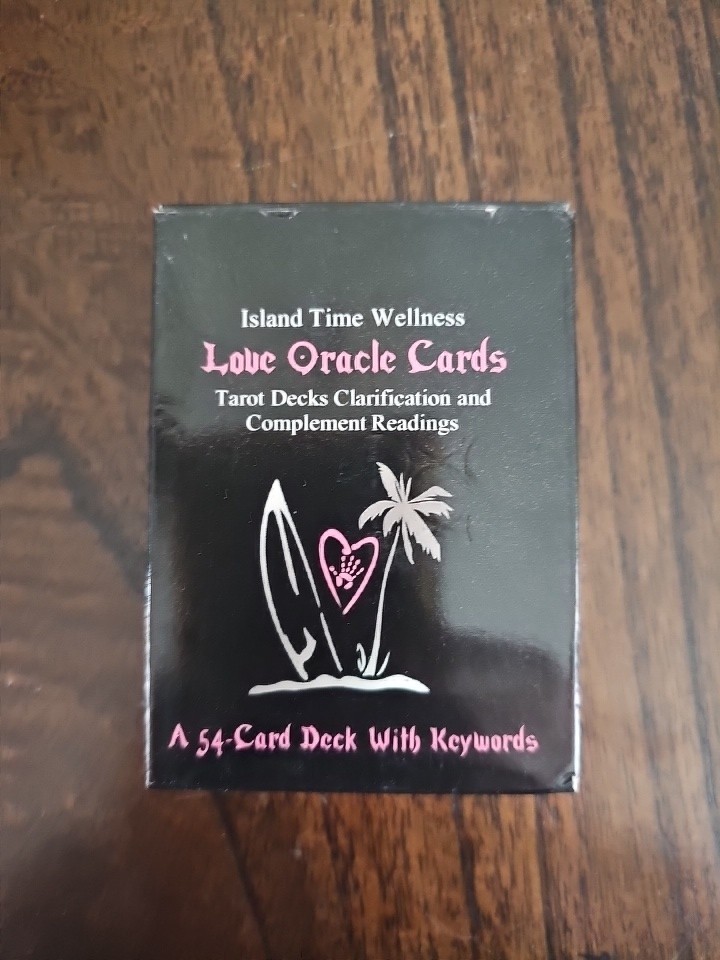 Island Time Wellness
Love Oracle Cards
Tarot Decks Clarification and
Complement Readings
A 54-Card Deck With Keywords